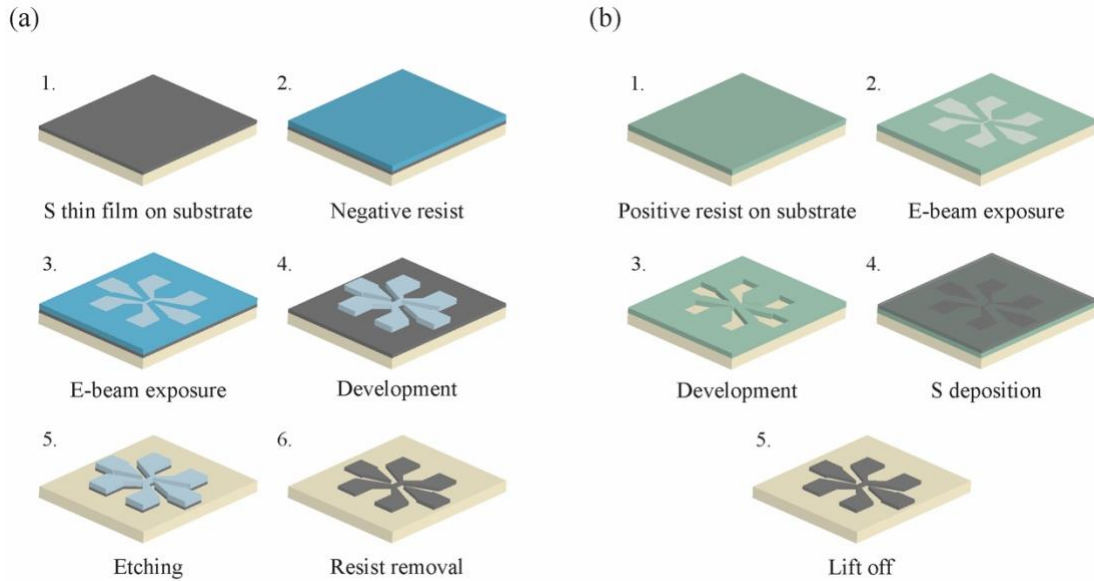 (a)
1.
S thin film on substrate
2.
Negative resist
3.
E-beam exposure
4.
Development
5.
Etching
6.
Resist removal
(b)
1.
Positive resist on substrate
2.
E-beam exposure
3.
Development
4.
S deposition
5.
Lift off